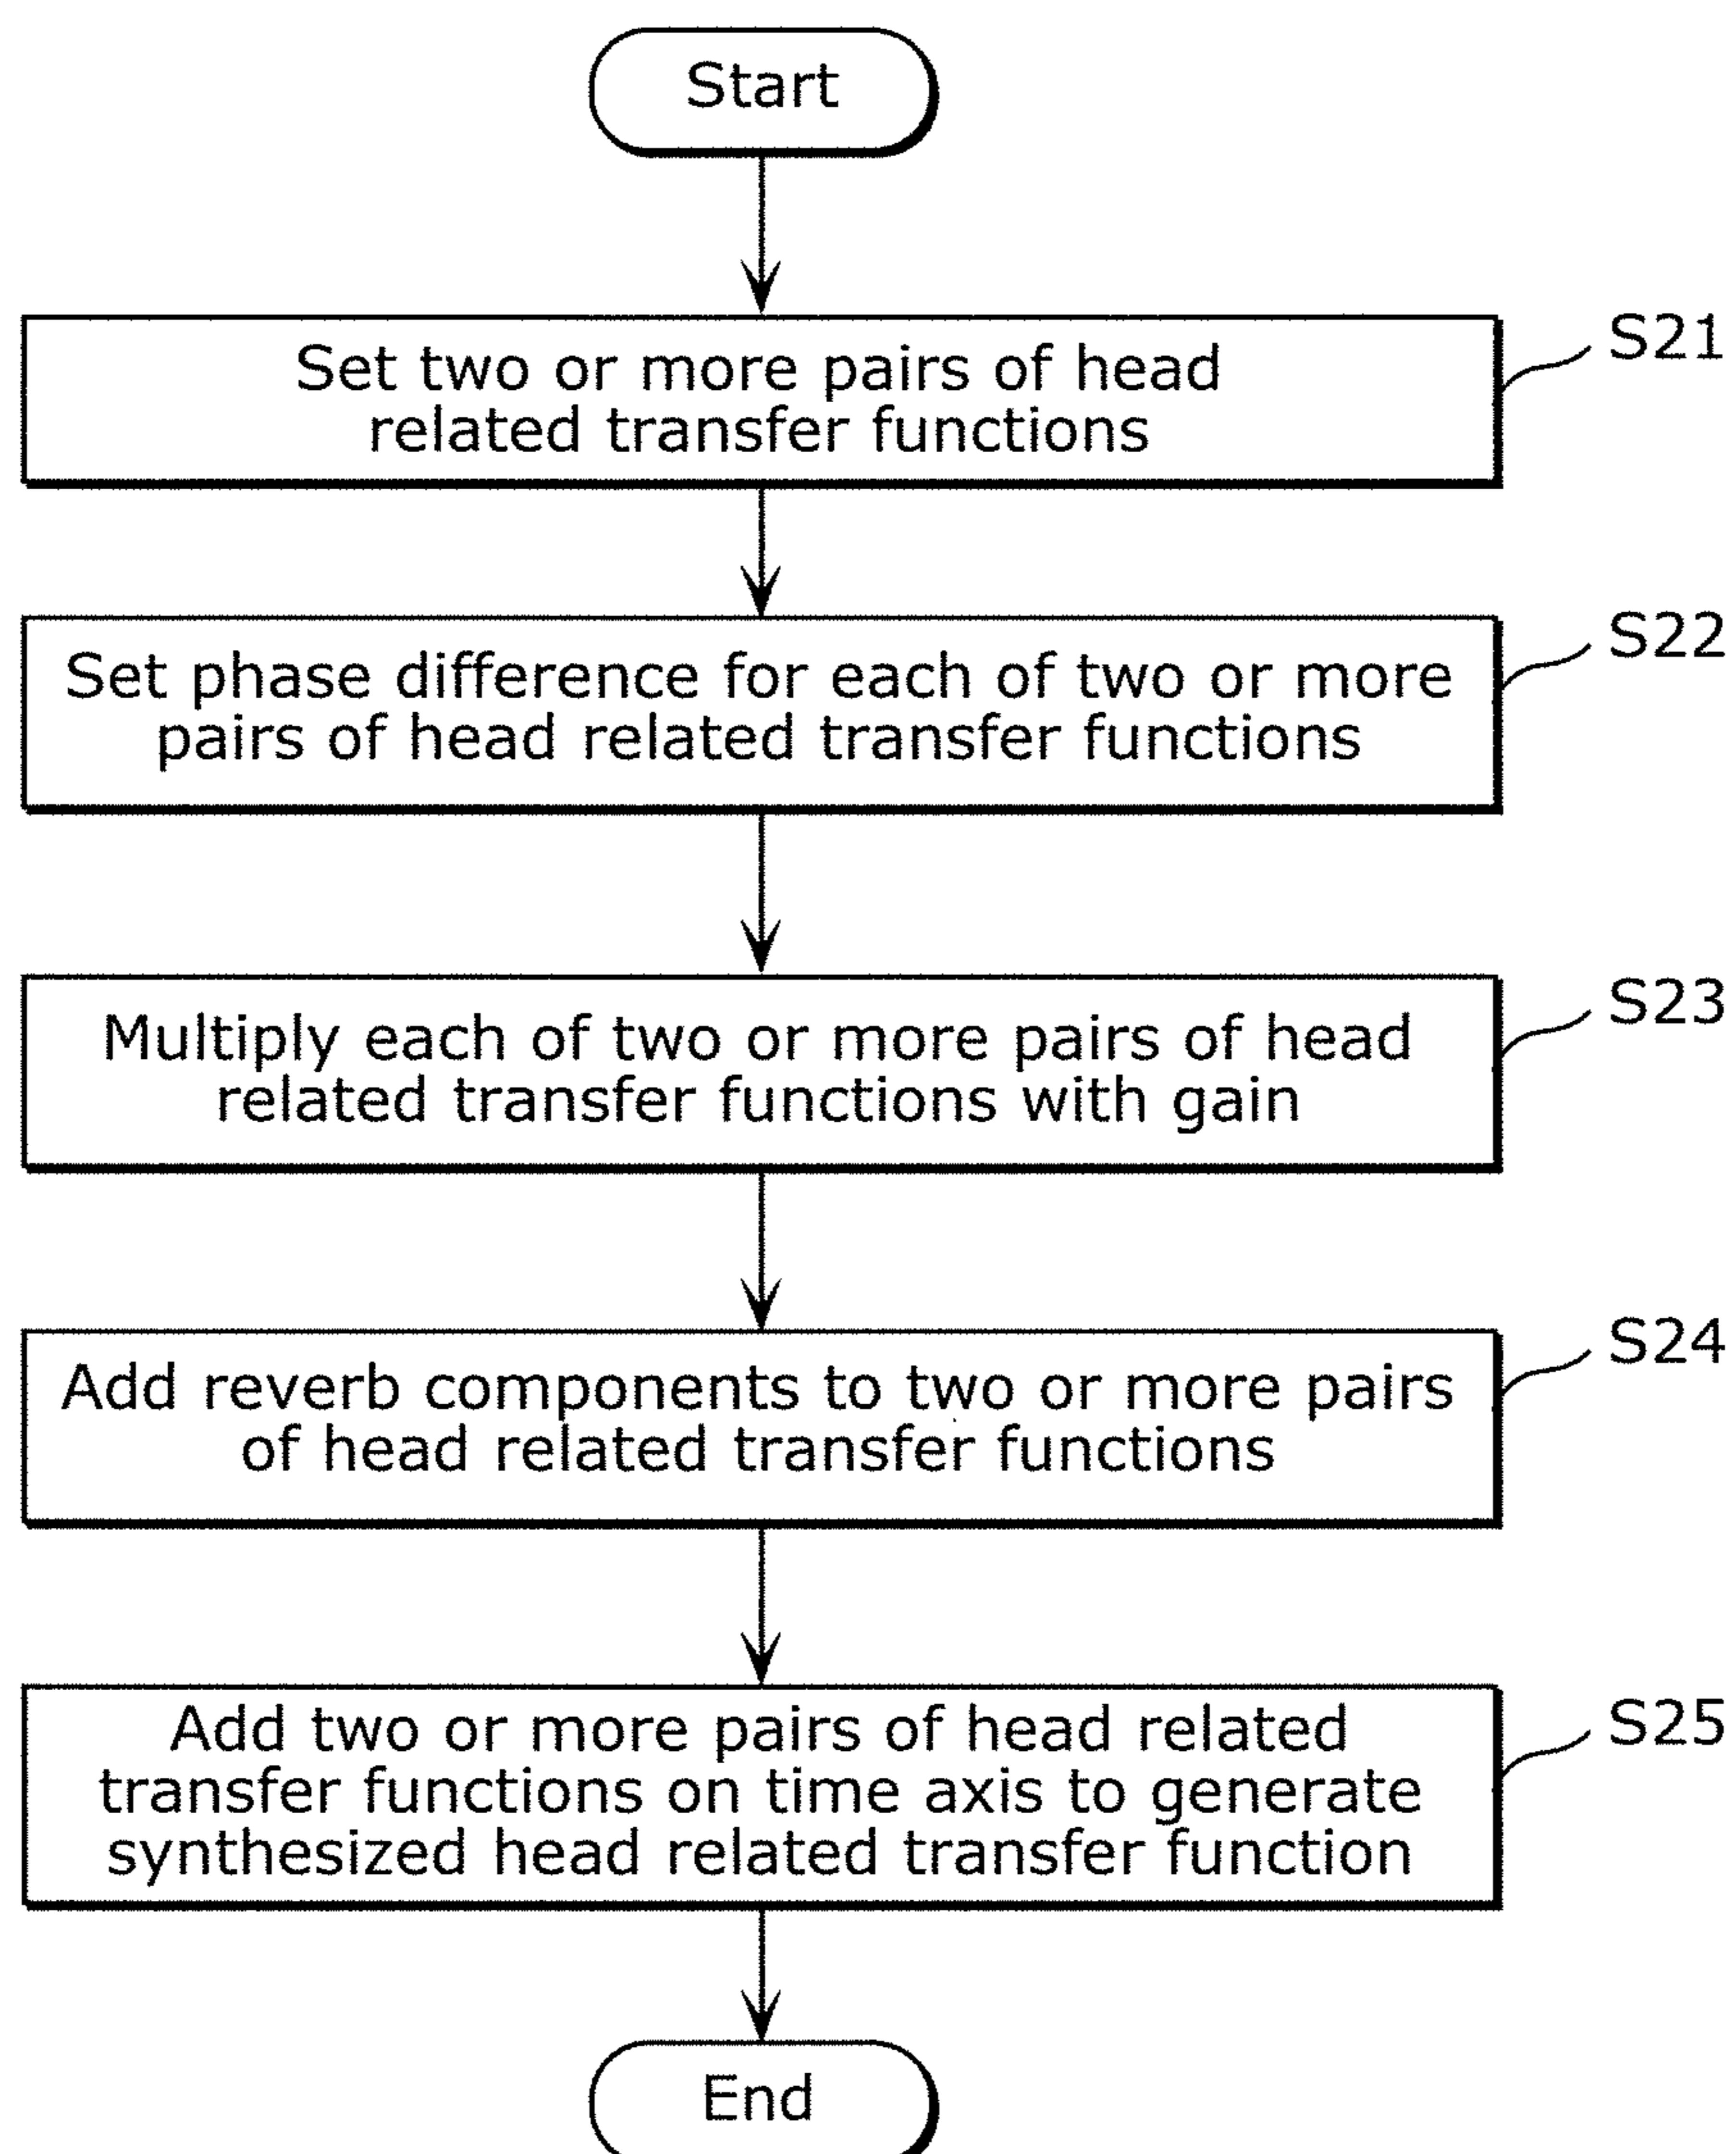 Start
Set two or more pairs of head
related transfer functions
S21
Set phase difference for each of two or more
pairs of head related transfer functions
S22
Multiply each of two or more pairs of head
related transfer functions with gain
S23
Add reverb components to two or more pairs
of head related transfer functions
S24
Add two or more pairs of head related
transfer functions on time axis to generate
synthesized head related transfer function
S25
End